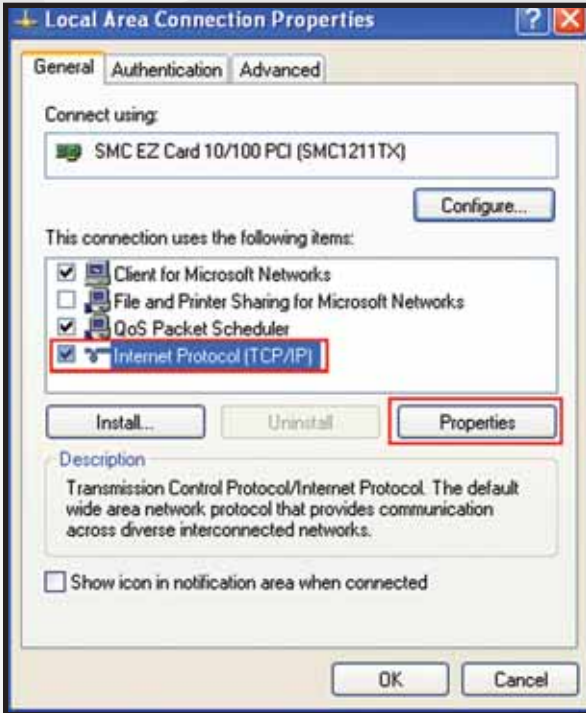 Local Area Connection Properties
General Authentication Advanced
Connect using:
SMC EZ Card 10/100 PCI (SMC1211TX)
Configure...
This connection uses the following items:
Client for Microsoft Networks
File and Printer Sharing for Microsoft Networks
QoS Packet Scheduler
Internet Protocol (TCP/IP)
Install... Uninstall Properties
Description
Transmission Control Protocol/Internet Protocol. The default
wide area network protocol that provides communication
across diverse interconnected networks.
Show icon in notification area when connected
OK Cancel